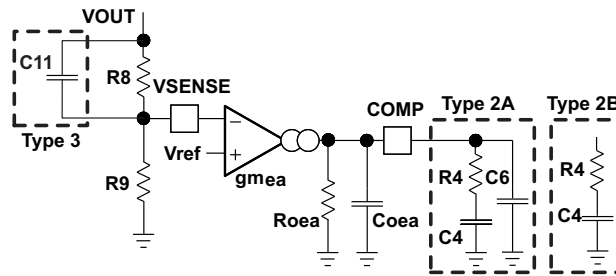 VOUT
C11
R8
VSENSE
Type 3
R9
Vref
−
+
gmea
COMP
Roea
Coea
Type 2A
R4
C6
C4
Type 2B
R4
C4